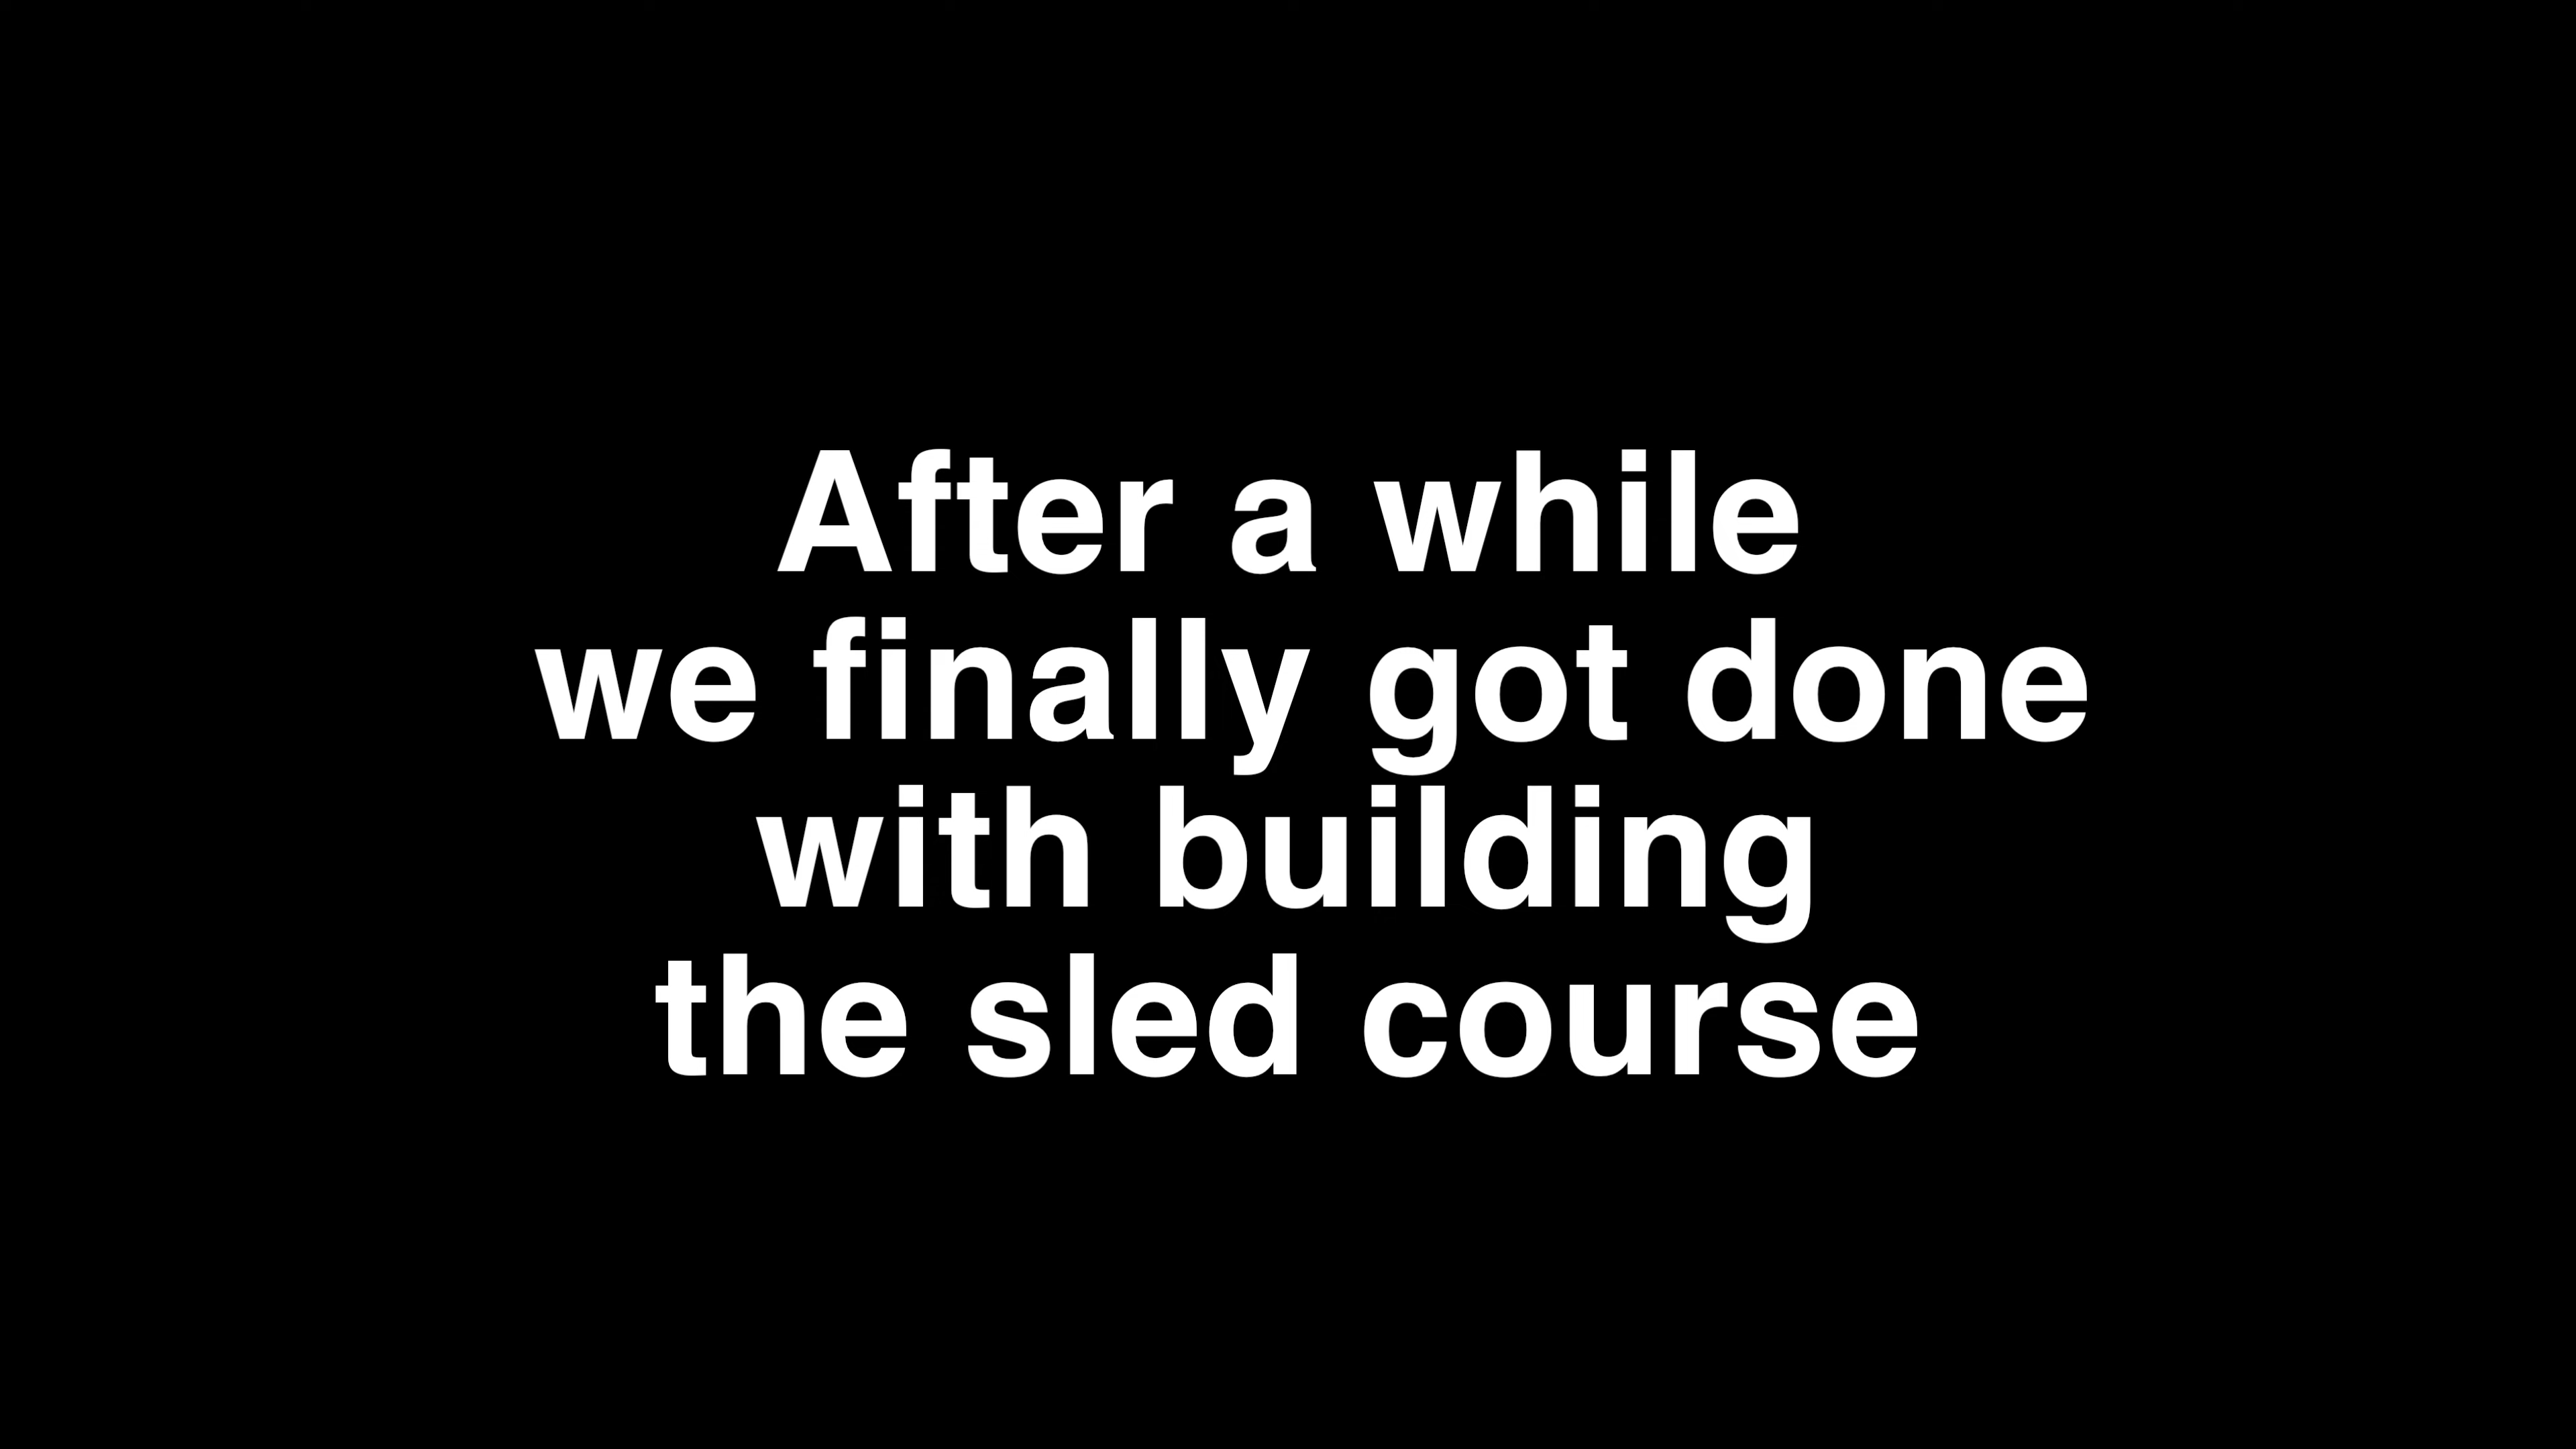 After a while
we finally got done
with building
the sled course